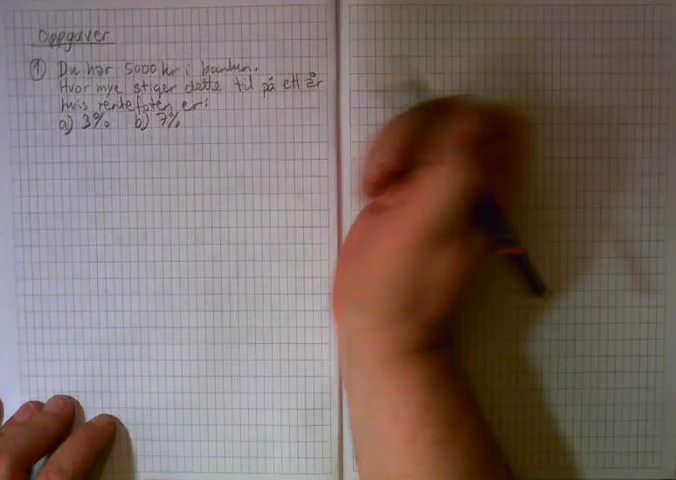 Oppgaver
① Du har 5000 kr i banken.
Hvor mye stiger dette til på ett år
hvis rentefoten er:
a) 3% b) 7%